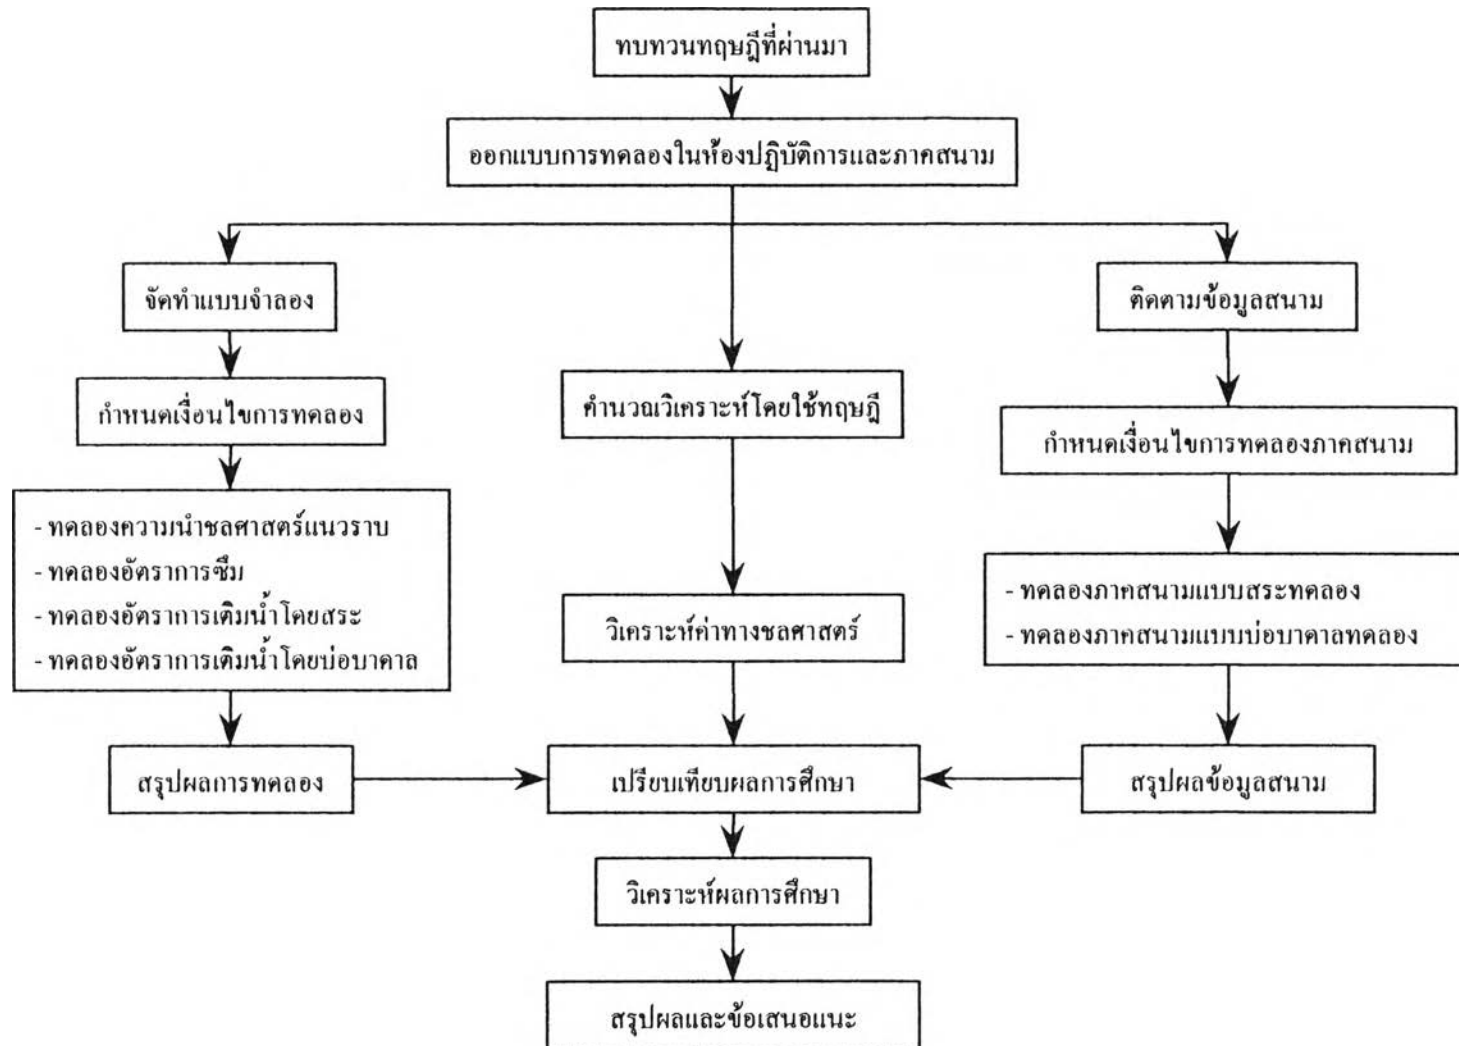 ทบทวนทฤษฎีที่ผ่านมา
ออกแบบการทดลองในห้องปฏิบัติการและภาคสนาม
จัดทำแบบจำลอง
ติดตามข้อมูลสนาม
กำหนดเงื่อนไขการทดลอง
คำนวณวิเคราะห์โดยใช้ทฤษฎี
กำหนดเงื่อนไขการทดลองภาคสนาม
- ทดลองความนำชลศาสตร์แนวราบ
- ทดลองอัตราการซึม
- ทดลองอัตราการเติมน้ำโดยสระ
- ทดลองอัตราการเติมน้ำโดยบ่อบาดาล
วิเคราะห์ค่าทางชลศาสตร์
- ทดลองภาคสนามแบบสระทดลอง
- ทดลองภาคสนามแบบบ่อบาดาลทดลอง
สรุปผลการทดลอง
เปรียบเทียบผลการศึกษา
สรุปผลข้อมูลสนาม
วิเคราะห์ผลการศึกษา
สรุปผลและข้อเสนอแนะ